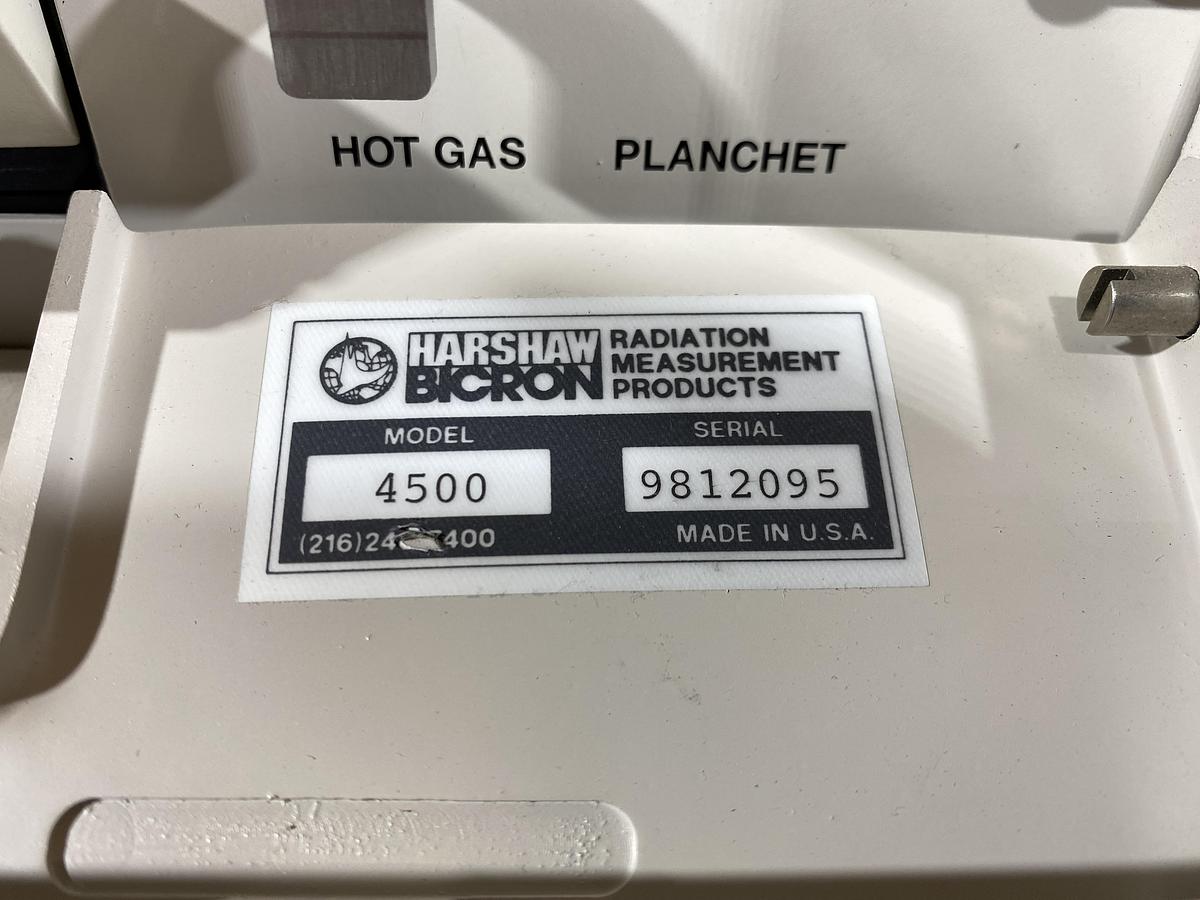 HOT GAS PLANCHET
HARSHAW
BICRON
RADIATION
MEASUREMENT
PRODUCTS
MODEL SERIAL
4500 9812095
MADE IN U.S.A.